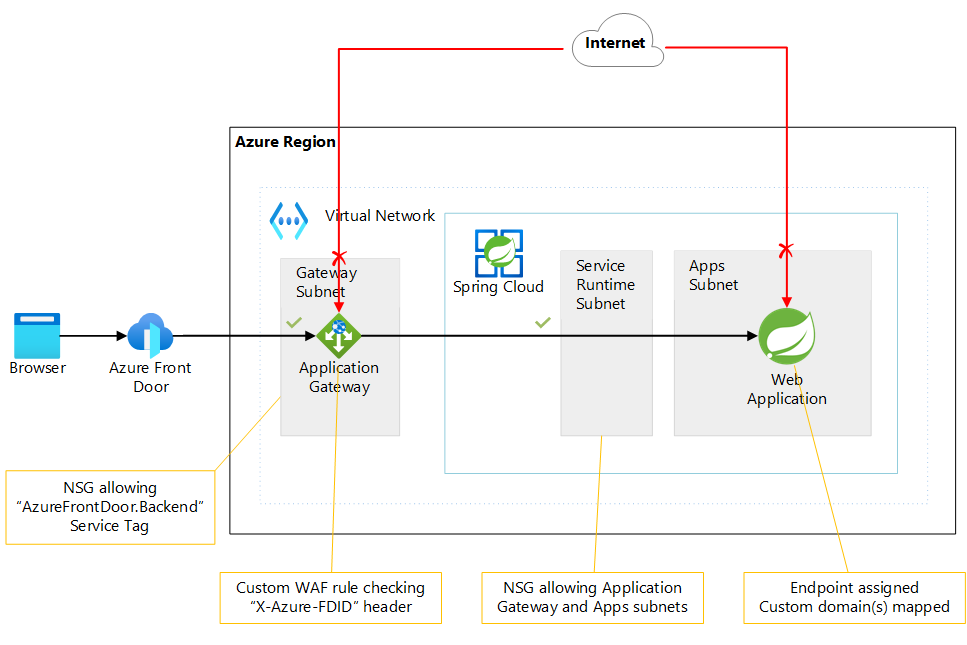 Internet
Azure Region
Virtual Network
Gateway
Subnet
Spring Cloud
Service
Runtime
Subnet
Apps
Subnet
Browser
Azure Front
Door
Application
Gateway
Web
Application
NSG allowing
“AzureFrontDoor.Backend”
Service Tag
Custom WAF rule checking
“X-Azure-FDID” header
NSG allowing Application
Gateway and Apps subnets
Endpoint assigned
Custom domain(s) mapped